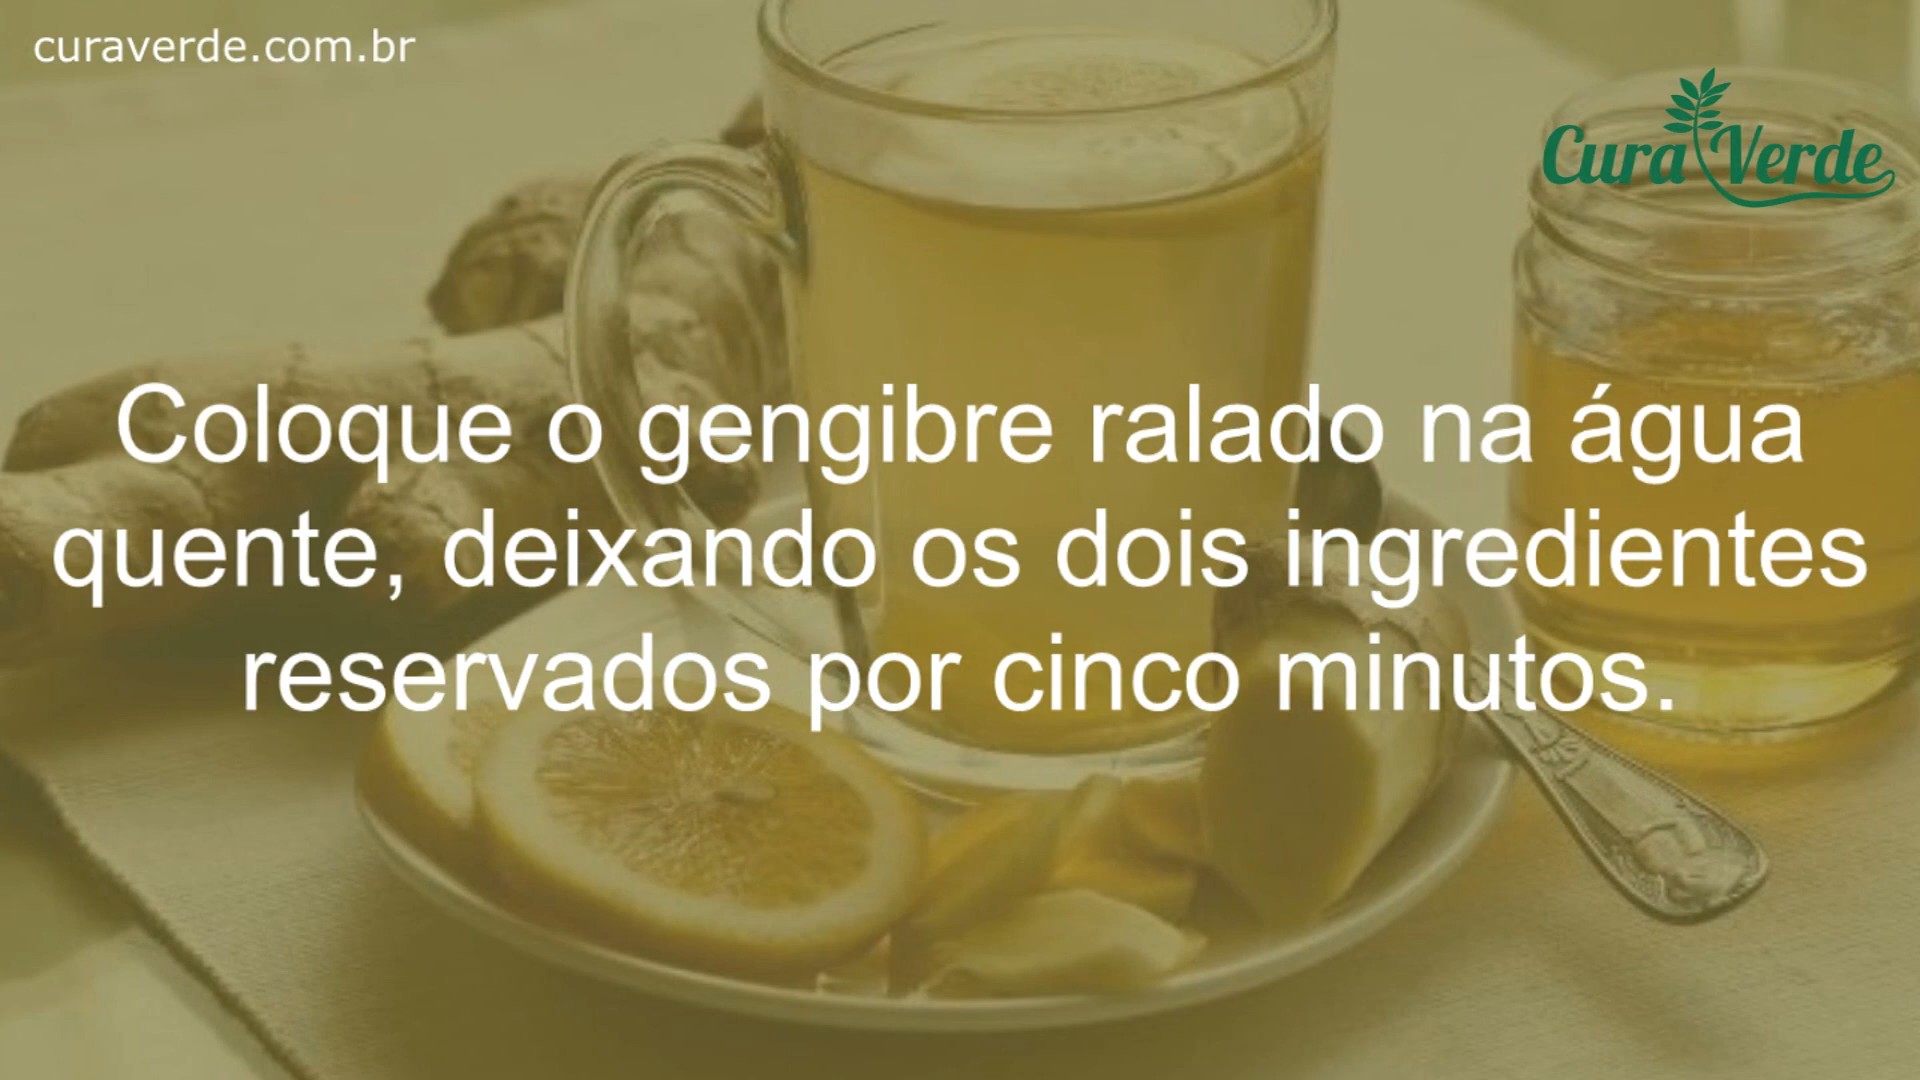 curaverde.com.br
Cura Verde
Coloque o gengibre ralado na água
quente, deixando os dois ingredientes
reservados por cinco minutos.